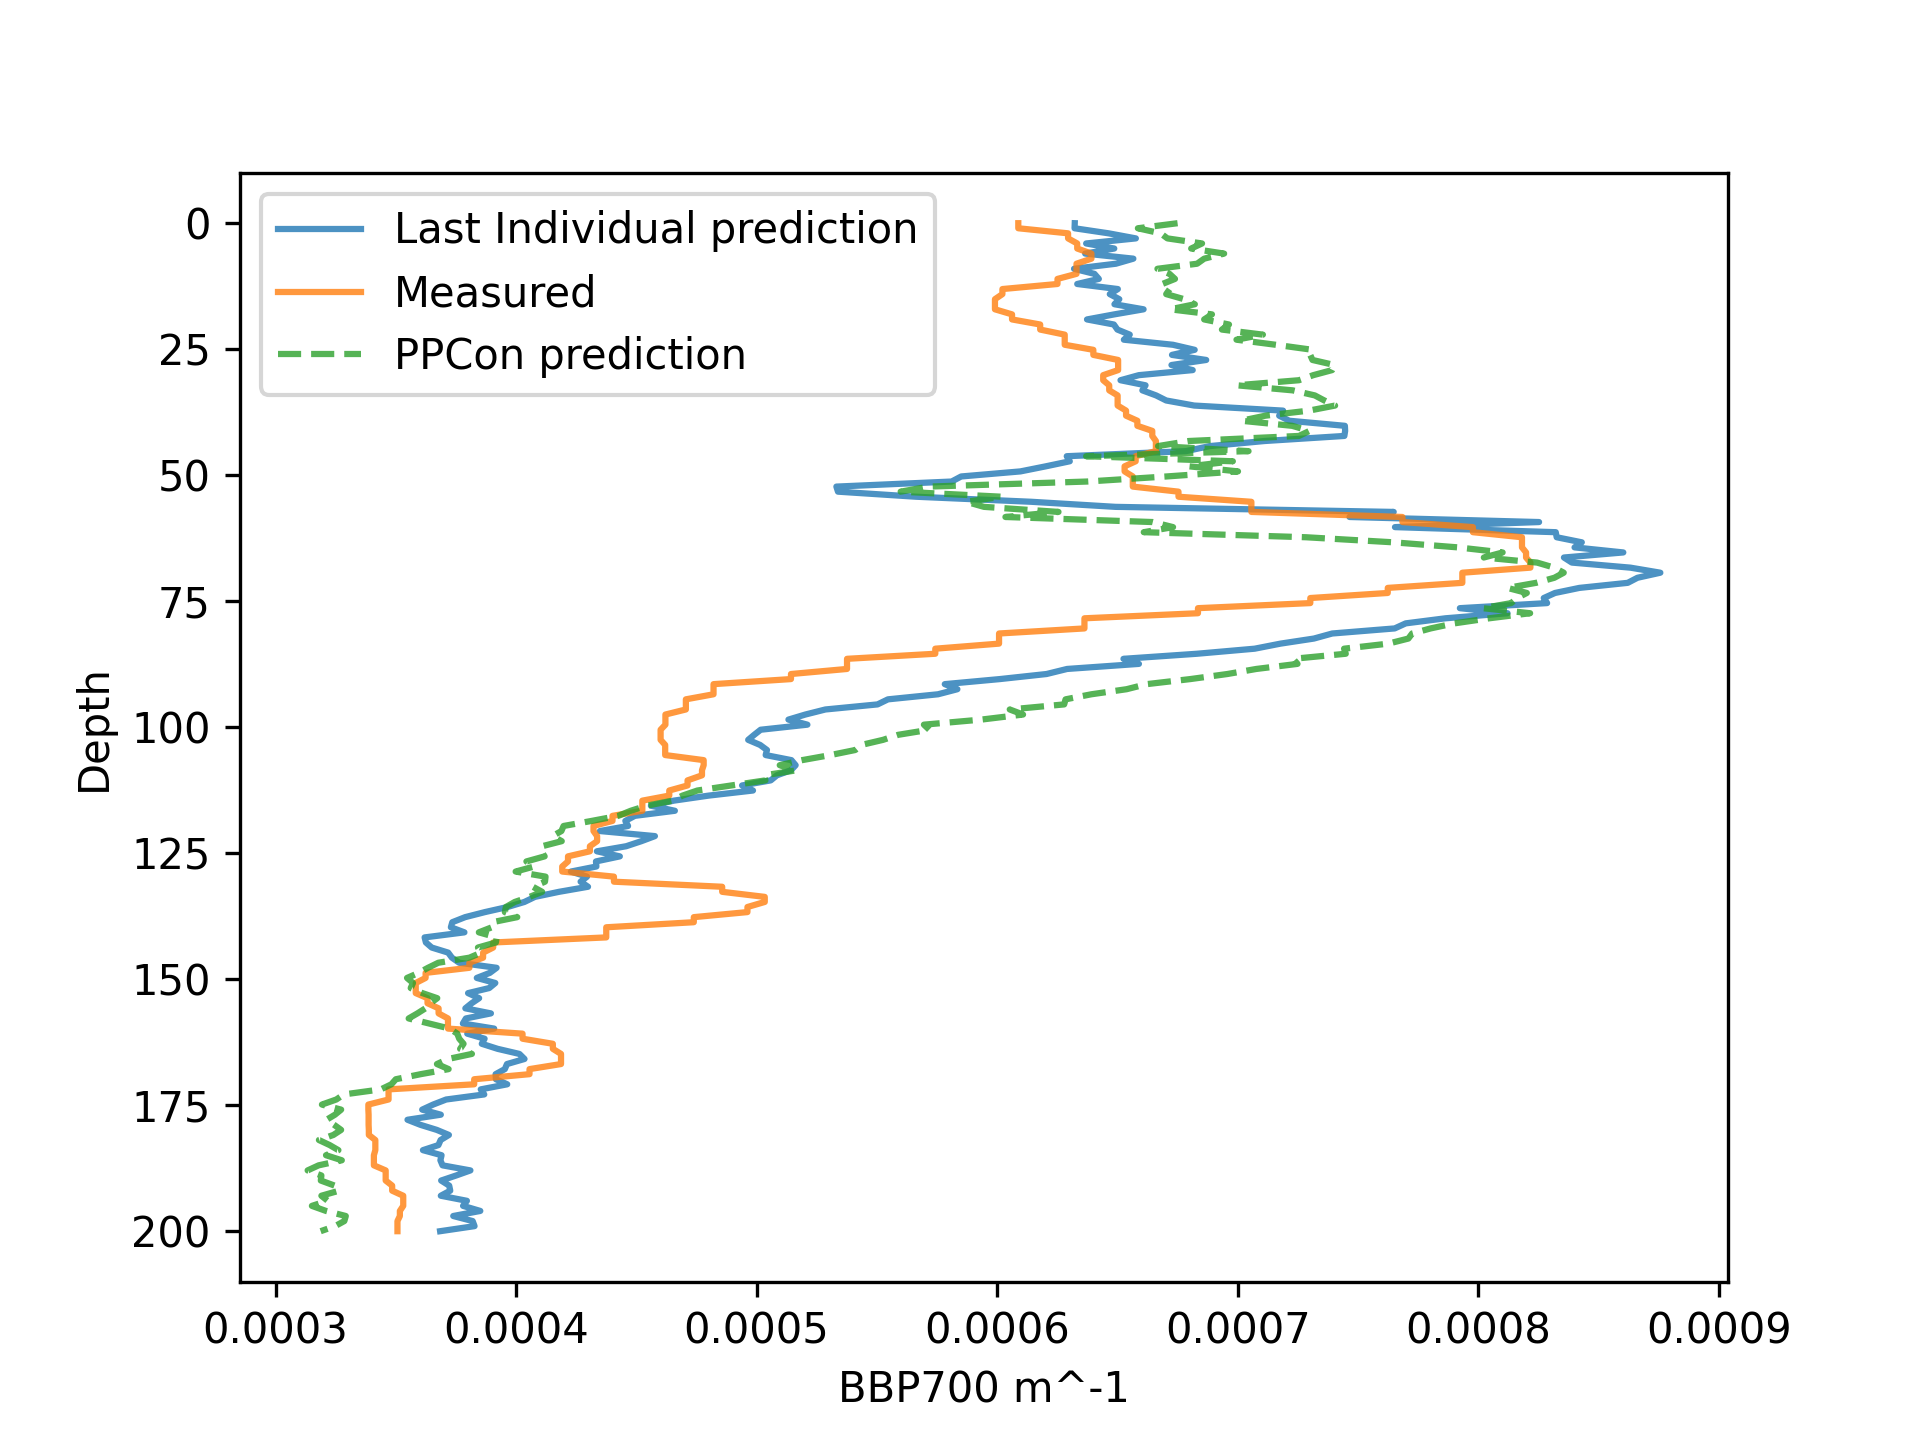 Last Individual prediction
Measured
PPCon prediction
0
25
50
75
100
125
150
175
200
Depth
0.0003 0.0004 0.0005 0.0006 0.0007 0.0008 0.0009
BBP700 m^-1